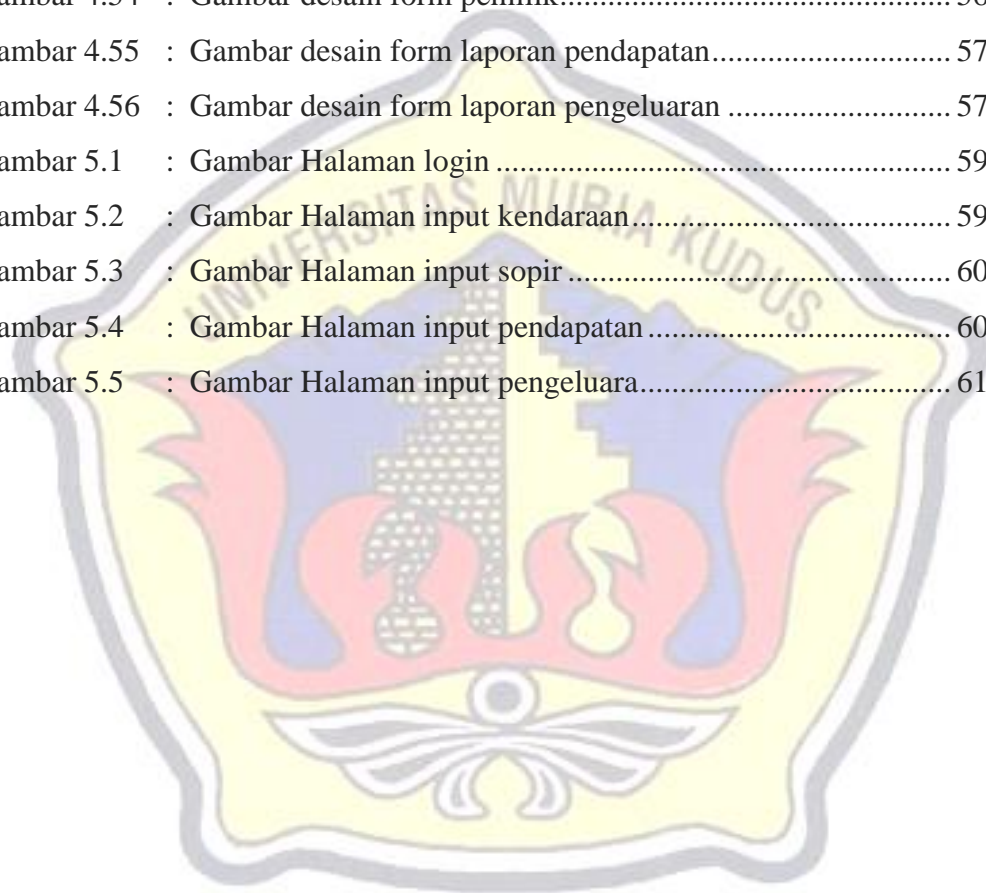 ambar 4.55 : Gambar desain form laporan pendapatan............................. 57
ambar 4.56 : Gambar desain form laporan pengeluaran ........................... 57
ambar 5.1 : Gambar Halaman login ....................................................... 59
ambar 5.2 : Gambar Halaman input kendaraan....................................... 59
ambar 5.3 : Gambar Halaman input sopir .............................................. 60
ambar 5.4 : Gambar Halaman input pendapatan..................................... 60
ambar 5.5 : Gambar Halaman input pengeluara...................................... 61
UNIVERSITAS MURIA KUDUS